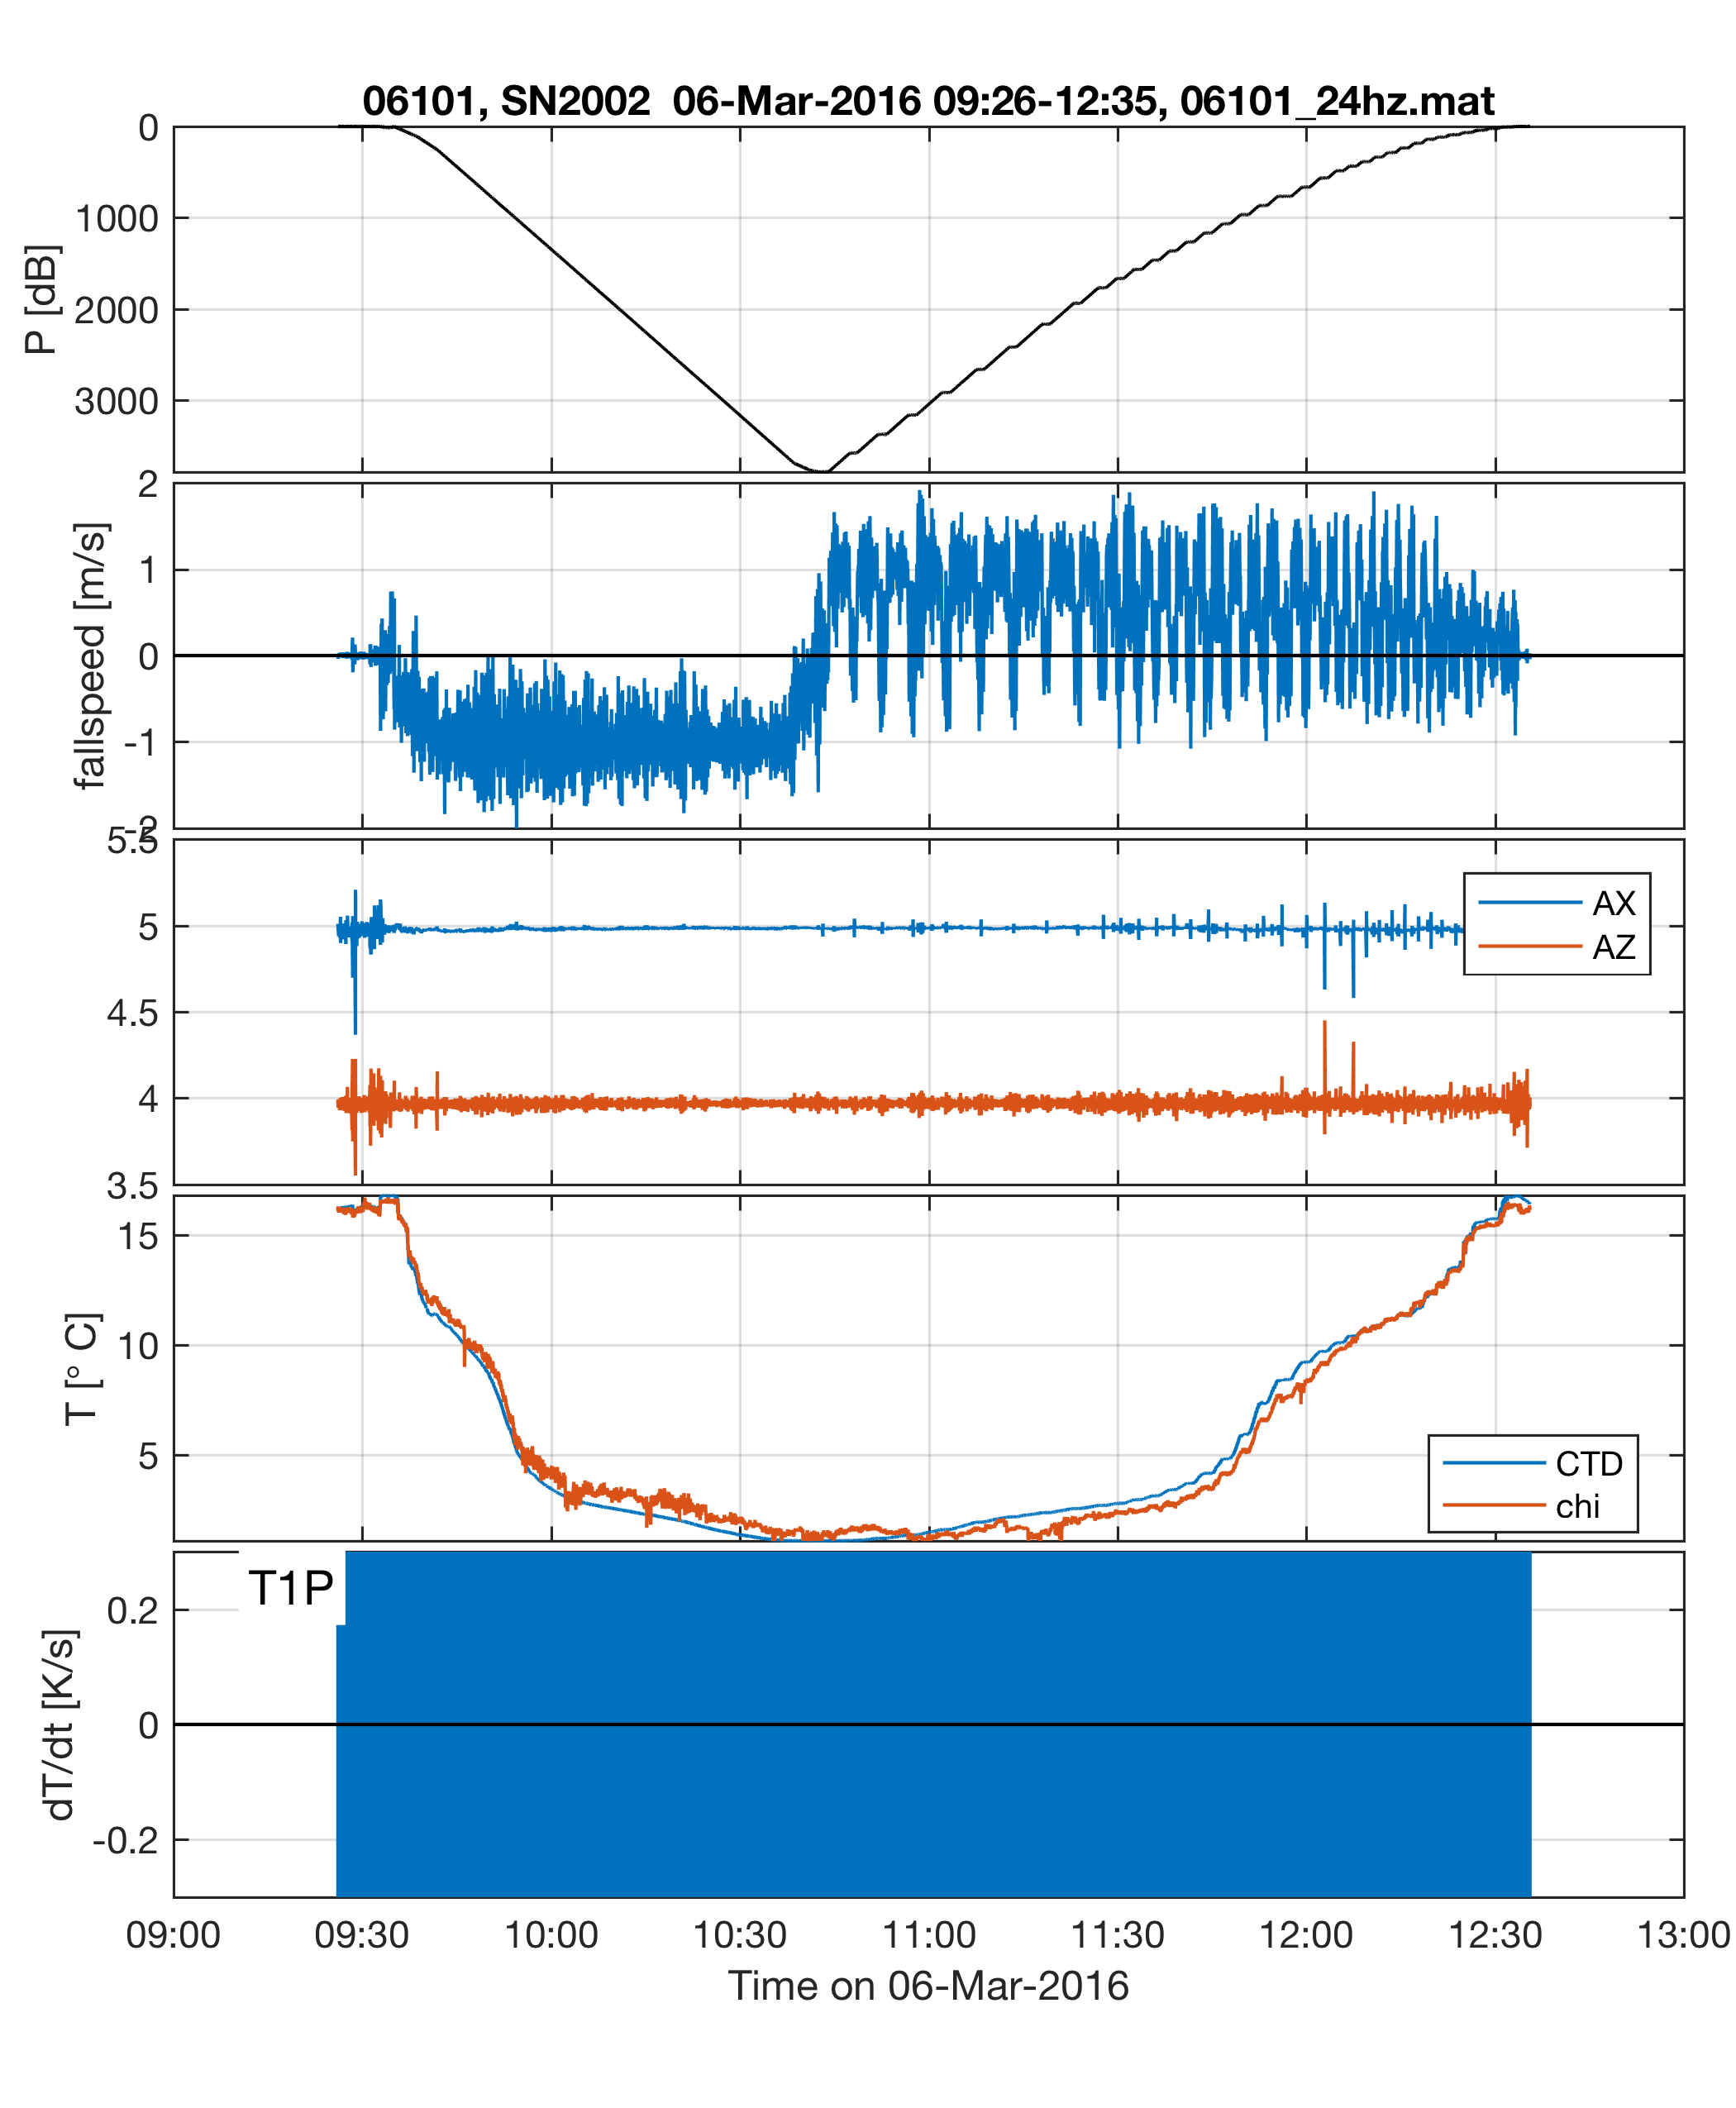 06101, SN2002  06-Mar-2016 09:26-12:35, 06101_24hz.mat
0
1000
2000
3000
P [dB]
2
1
0
-1
-2
fallspeed [m/s]
5.5
5
4.5
4
3.5
AX
AZ
15
10
5
T [° C]
CTD
chi
T1P
0.2
0
-0.2
dT/dt [K/s]
09:00 09:30 10:00 10:30 11:00 11:30 12:00 12:30 13:00
Time on 06-Mar-2016